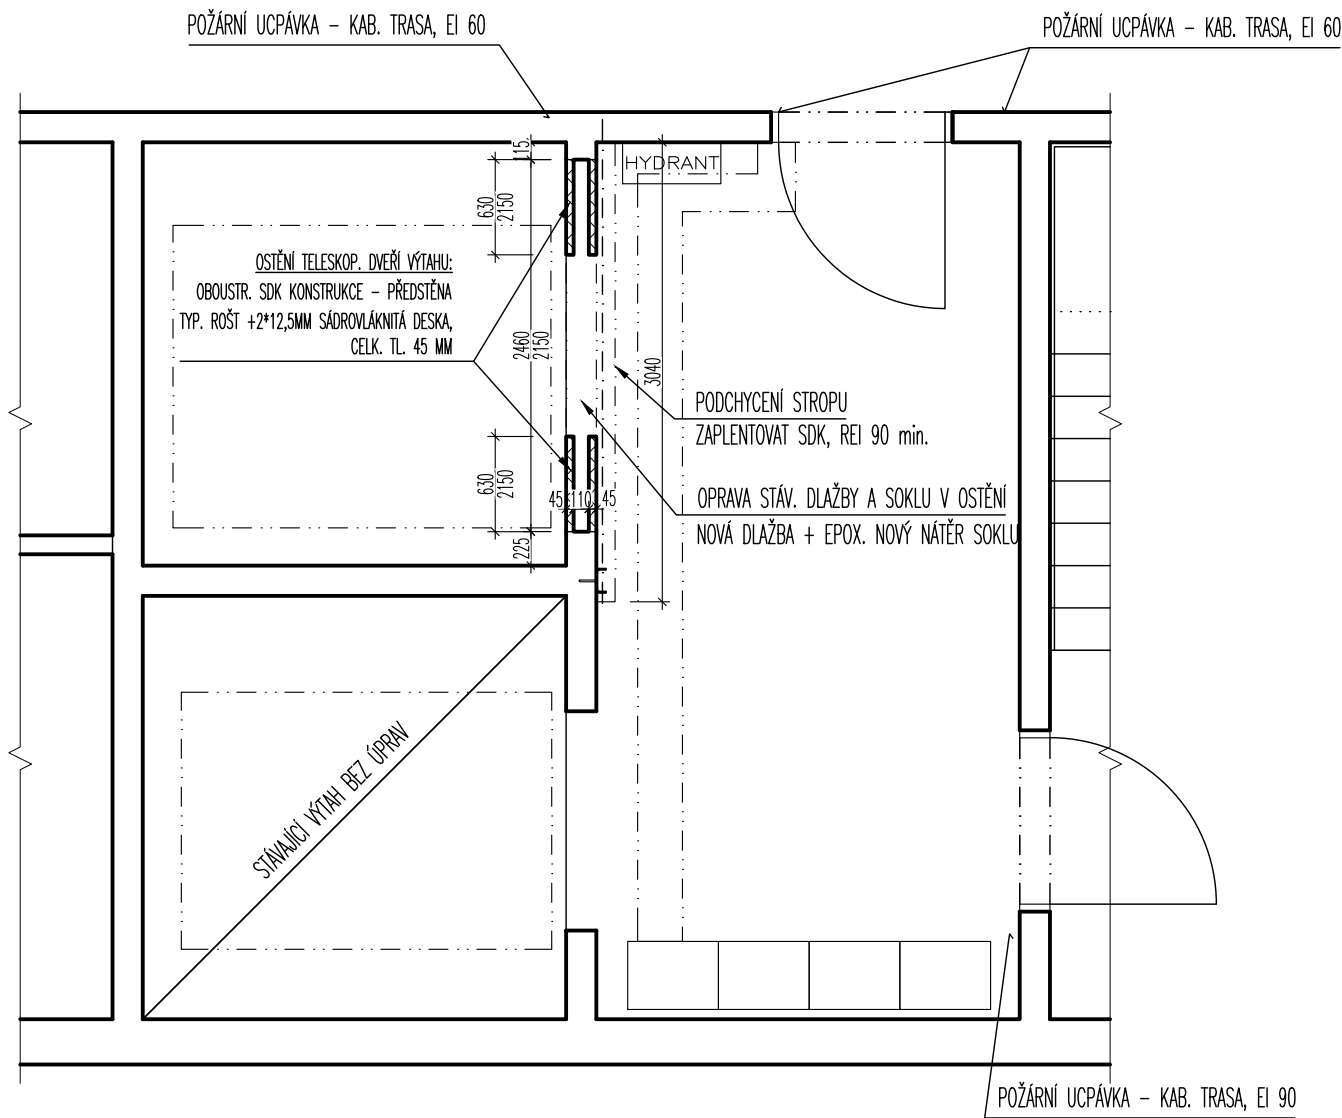 POŽÁRNÍ UCPÁVKA – KAB. TRASA, EI 60
POŽÁRNÍ UCPÁVKA – KAB. TRASA, EI 60
115
HYDRANT
630
2150
OSTĚNÍ TELESKOP. DVEŘÍ VÝTAHU:
OBOUSTR. SDK KONSTRUKCE – PŘEDSTĚNA
TYP. ROŠT +2*12,5MM SÁDROVLÁKNITÁ DESKA,
CELK. TL. 45 MM
2460
2150
3040
PODCHYCENÍ STROPU
ZAPLENTOVAT SDK, REI 90 min.
630
2150
45 110 45
OPRAVA STÁV. DLAŽBY A SOKLU V OSTĚNÍ
NOVÁ DLAŽBA + EPOX. NOVÝ NÁTĚR SOKLU
225
STÁVAJÍCÍ VÝTAH BEZ ÚPRAV
POŽÁRNÍ UCPÁVKA – KAB. TRASA, EI 90